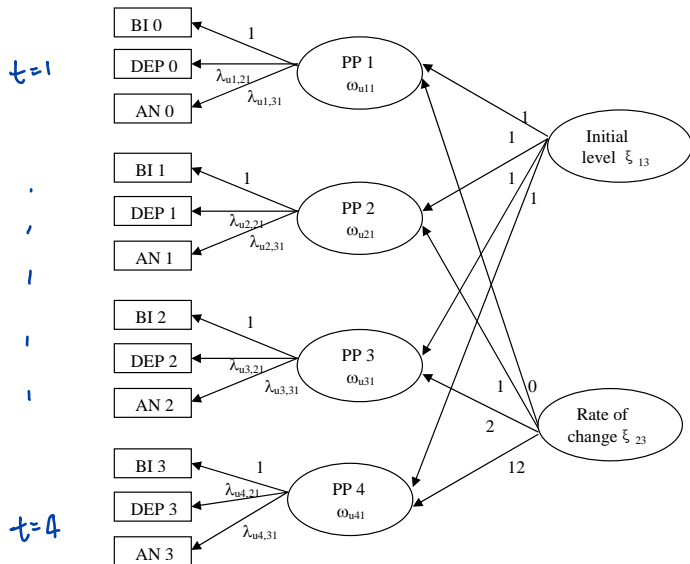 t=1
BI 0
DEP 0
AN 0
1
λu1,21
λu1,31
PP 1
ωu11
BI 1
DEP 1
AN 1
1
λu2,21
λu2,31
PP 2
ωu21
BI 2
DEP 2
AN 2
1
λu3,21
λu3,31
PP 3
ωu31
t=4
BI 3
DEP 3
AN 3
1
λu4,21
λu4,31
PP 4
ωu41
1
1
1
1
Initial
level ξ 13
1
0
2
12
Rate of
change ξ 23